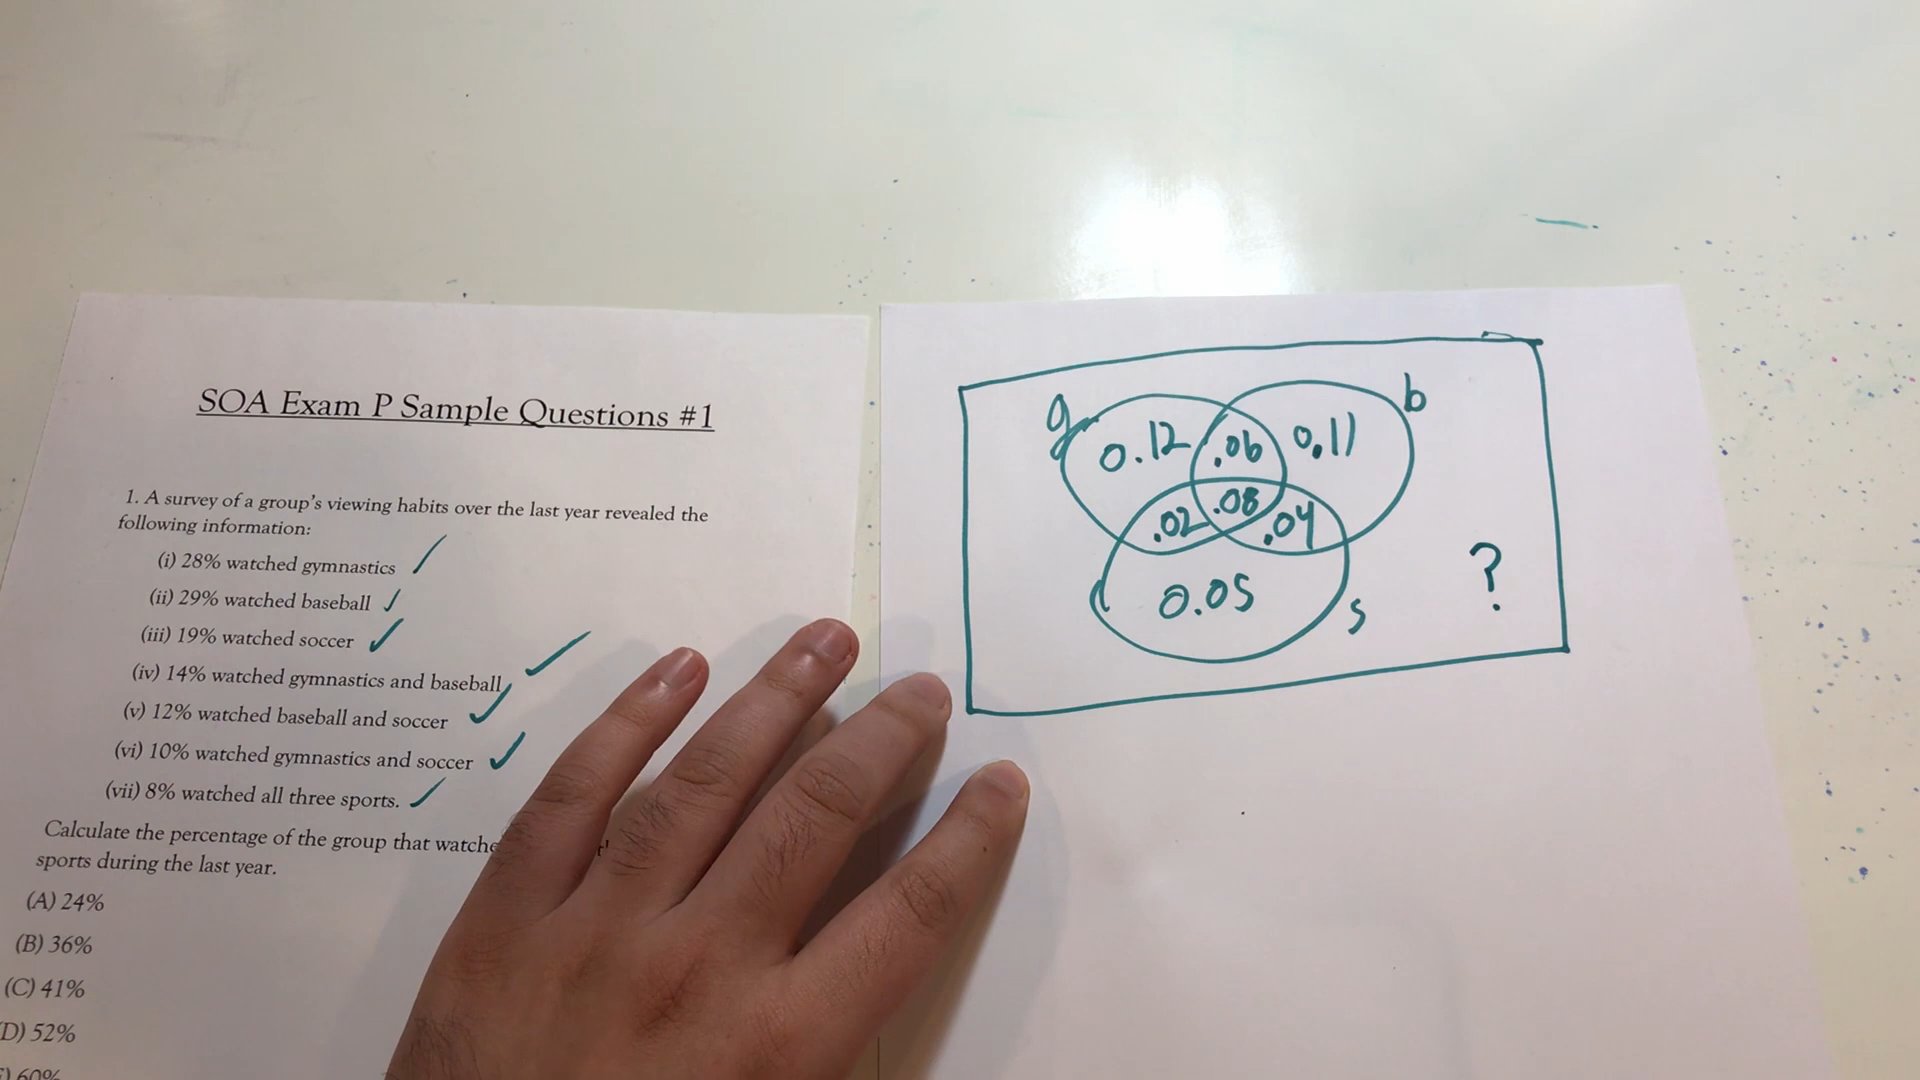 SOA Exam P Sample Questions #1
1. A survey of a group's viewing habits over the last year revealed the
following information:
(i) 28% watched gymnastics
(ii) 29% watched baseball
(iii) 19% watched soccer
(iv) 14% watched gymnastics and baseball
(v) 12% watched baseball and soccer
(vi) 10% watched gymnastics and soccer
(vii) 8% watched all three sports.
Calculate the percentage of the group that
sports during the last year.
(A) 24%
(B) 36%
(C) 41%
D) 52%
) 60%
g b
0.12 .06 0.11
.02 .08 .04
0.05 s ?